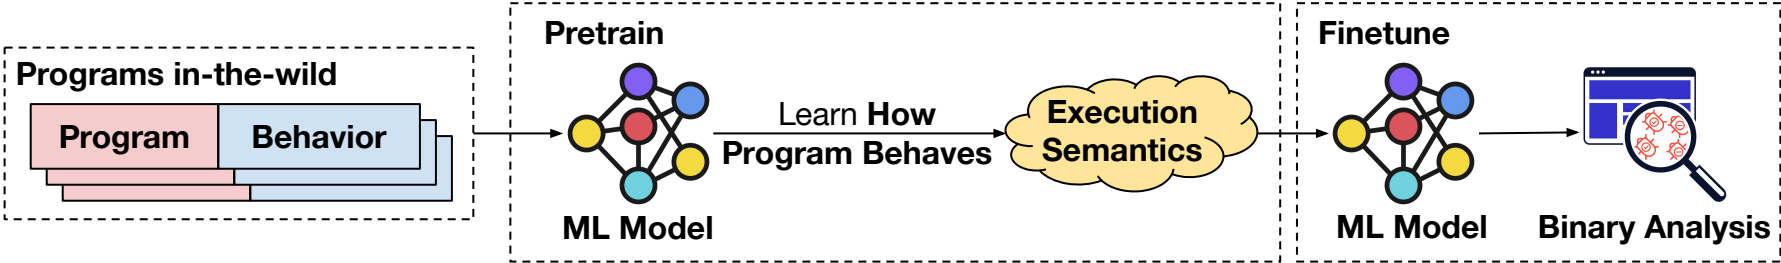 Programs in-the-wild
Program
Behavior
Pretrain
ML Model
Learn How
Program Behaves
Execution
Semantics
Finetune
ML Model
Binary Analysis